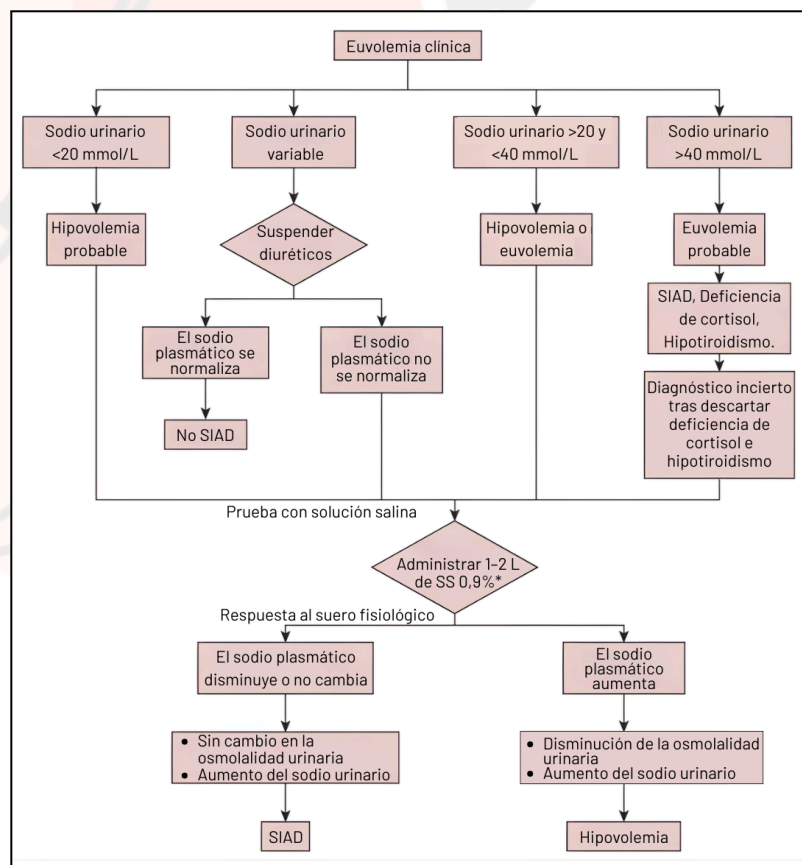 Euvolemia clínica
Sodio urinario
<20 mmol/L
Sodio urinario
variable
Sodio urinario >20 y
<40 mmol/L
Sodio urinario
>40 mmol/L
Hipovolemia
probable
Suspender
diuréticos
Hipovolemia o
euvolemia
Euvolemia
probable
El sodio
plasmático se
normaliza
El sodio
plasmático no
se normaliza
SIAD, Deficiencia
de cortisol,
Hipotiroidismo.
No SIAD
Diagnóstico incierto
tras descartar
deficiencia de
cortisol e
hipotiroidismo
Prueba con solución salina
Administrar 1–2 L
de SS 0,9%*
Respuesta al suero fisiológico
El sodio plasmático
disminuye o no cambia
El sodio
plasmático
aumenta
• Sin cambio en la
osmolalidad urinaria
• Aumento del sodio urinario
• Disminución de la osmolalidad
urinaria
• Aumento del sodio urinario
SIAD
Hipovolemia